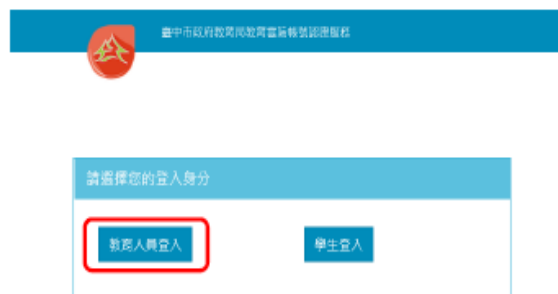 臺中市政府教育局教育雲端帳號認證服務
請選擇您的登入身分
教育人員登入
學生登入